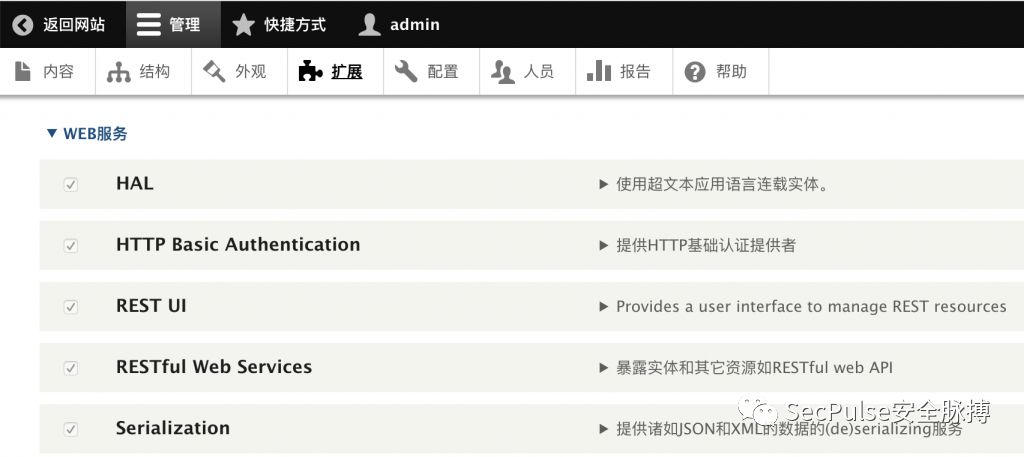 返回网站 管理 快捷方式 admin
内容 结构 外观 扩展 配置 人员 报告 帮助
WEB服务
HAL 使用超文本应用语言连载实体。
HTTP Basic Authentication 提供HTTP基础认证提供者
REST UI Provides a user interface to manage REST resources
RESTful Web Services 暴露实体和其它资源如RESTful web API
SecPulse安全脉搏
Serialization 提供诸如JSON和XML的数据的(de)serializing服务